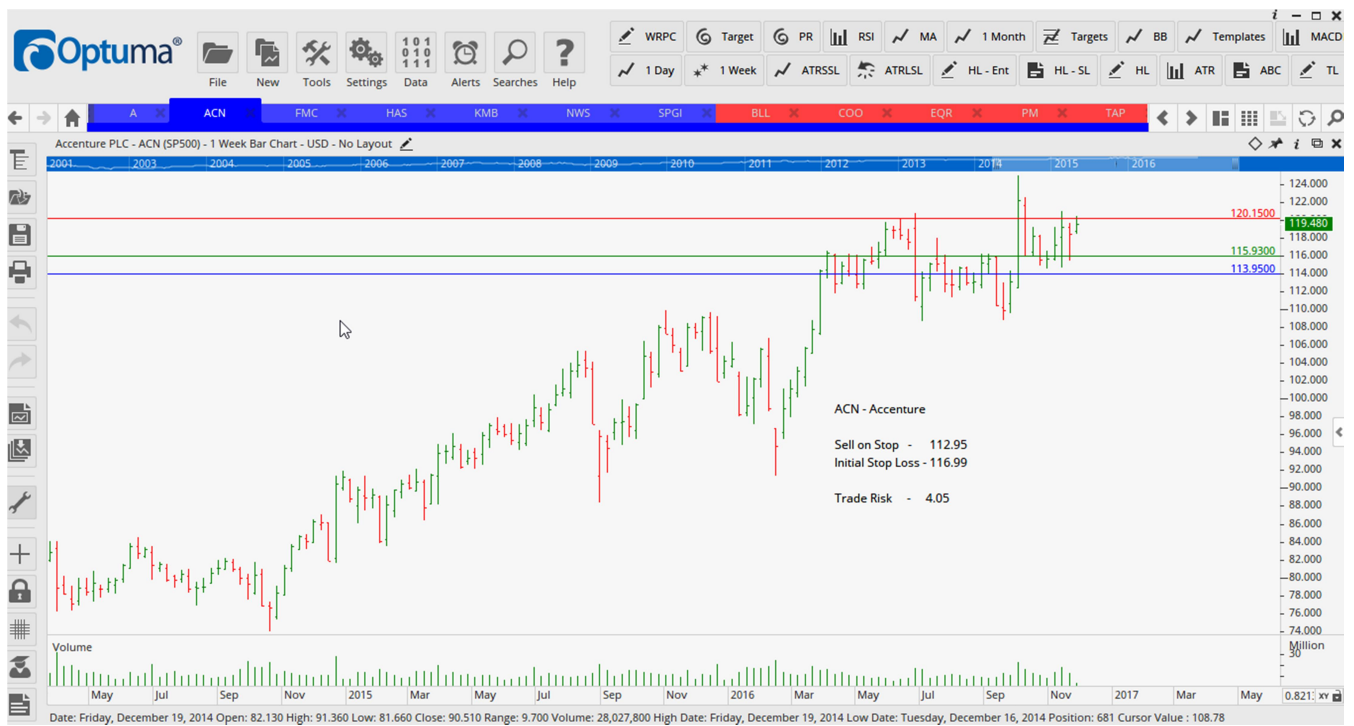 i
Optuma®
File New Tools Settings Data Alerts Searches Help
101
010
111
WRPC Target PR RSI MA 1 Month Targets BB Templates MACD
1 Day 1 Week ATRSSL ATRLSL HL - Ent HL - SL HL ATR ABC TL
A ACN FMC HAS KMB NWS SPGI BLL COO EQR PM TAP
Accenture PLC - ACN (SP500) - 1 Week Bar Chart - USD - No Layout
2001 2003 2004 2005 2006 2007 2008 2009 2010 2011 2012 2013 2014 2015 2016
124.000
122.000
120.1500
119.480
118.000
115.9300
116.000
113.9500
114.000
112.000
110.000
108.000
106.000
104.000
102.000
100.000
98.000
96.000
94.000
92.000
90.000
88.000
86.000
84.000
82.000
80.000
78.000
76.000
74.000
ACN - Accenture
Sell on Stop - 112.95
Initial Stop Loss - 116.99
Trade Risk - 4.05
Volume
Million
30
May Jul Sep Nov 2015 Mar May Jul Sep Nov 2016 Mar May Jul Sep Nov 2017 Mar May
XY
Date: Friday, December 19, 2014 Open: 82.130 High: 91.360 Low: 81.660 Close: 90.510 Range: 9.700 Volume: 28,027,800 High Date: Friday, December 19, 2014 Low Date: Tuesday, December 16, 2014 Position: 681 Cursor Value : 108.78